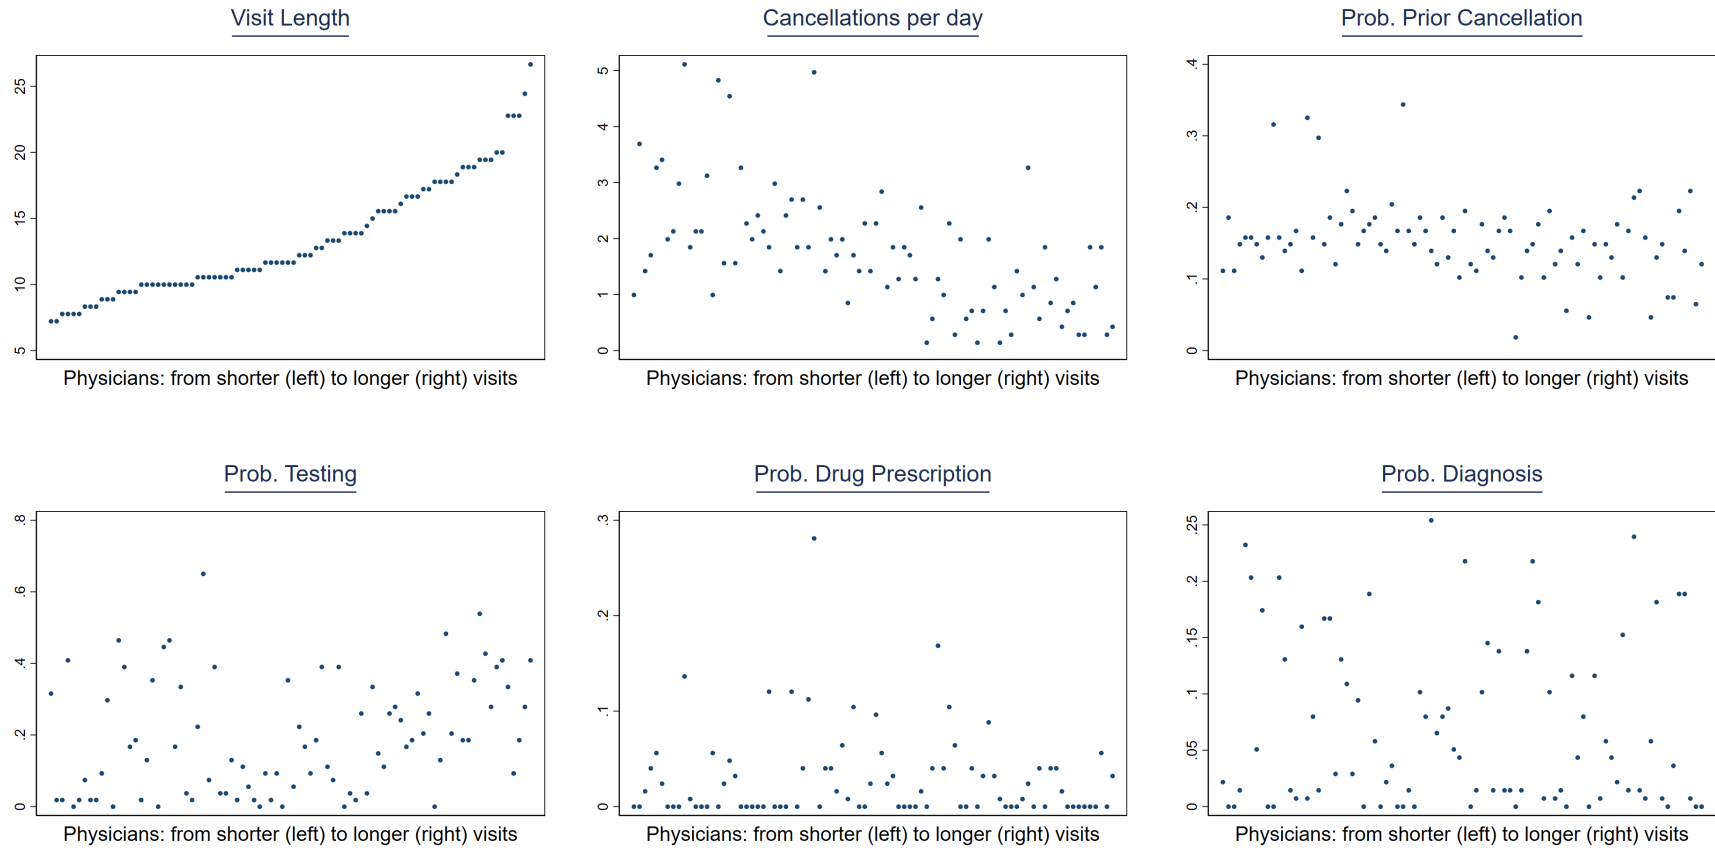 Visit Length
Cancellations per day
Prob. Prior Cancellation
25
20
15
10
5
5
4
3
2
1
0
.4
.3
.2
.1
0
Physicians: from shorter (left) to longer (right) visits
Physicians: from shorter (left) to longer (right) visits
Physicians: from shorter (left) to longer (right) visits
Prob. Testing
Prob. Drug Prescription
Prob. Diagnosis
.8
.6
.4
.2
0
.3
.2
.1
0
.25
.2
.15
.1
.05
0
Physicians: from shorter (left) to longer (right) visits
Physicians: from shorter (left) to longer (right) visits
Physicians: from shorter (left) to longer (right) visits